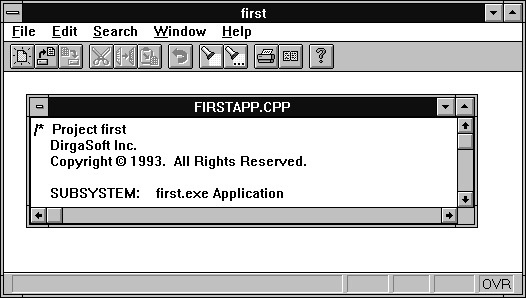 first
File Edit Search Window Help
FIRSTAPP.CPP
/* Project first
DirgaSoft Inc.
Copyright © 1993. All Rights Reserved.
SUBSYSTEM: first.exe Application
OVR